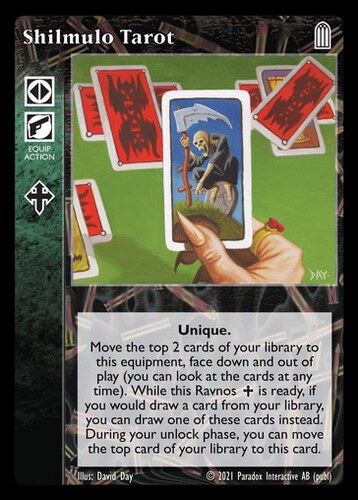 Shilmulo Tarot
EQUIP
ACTION
DAY.
Unique.
Move the top 2 cards of your library to
this equipment, face down and out of
play (you can look at the cards at any
time). While this Ravnos is ready, if
you would draw a card from your library,
you can draw one of these cards instead.
During your unlock phase, you can move
the top card of your library to this card.
Illus: David Day © 2021 Paradox Interactive AB (publ)